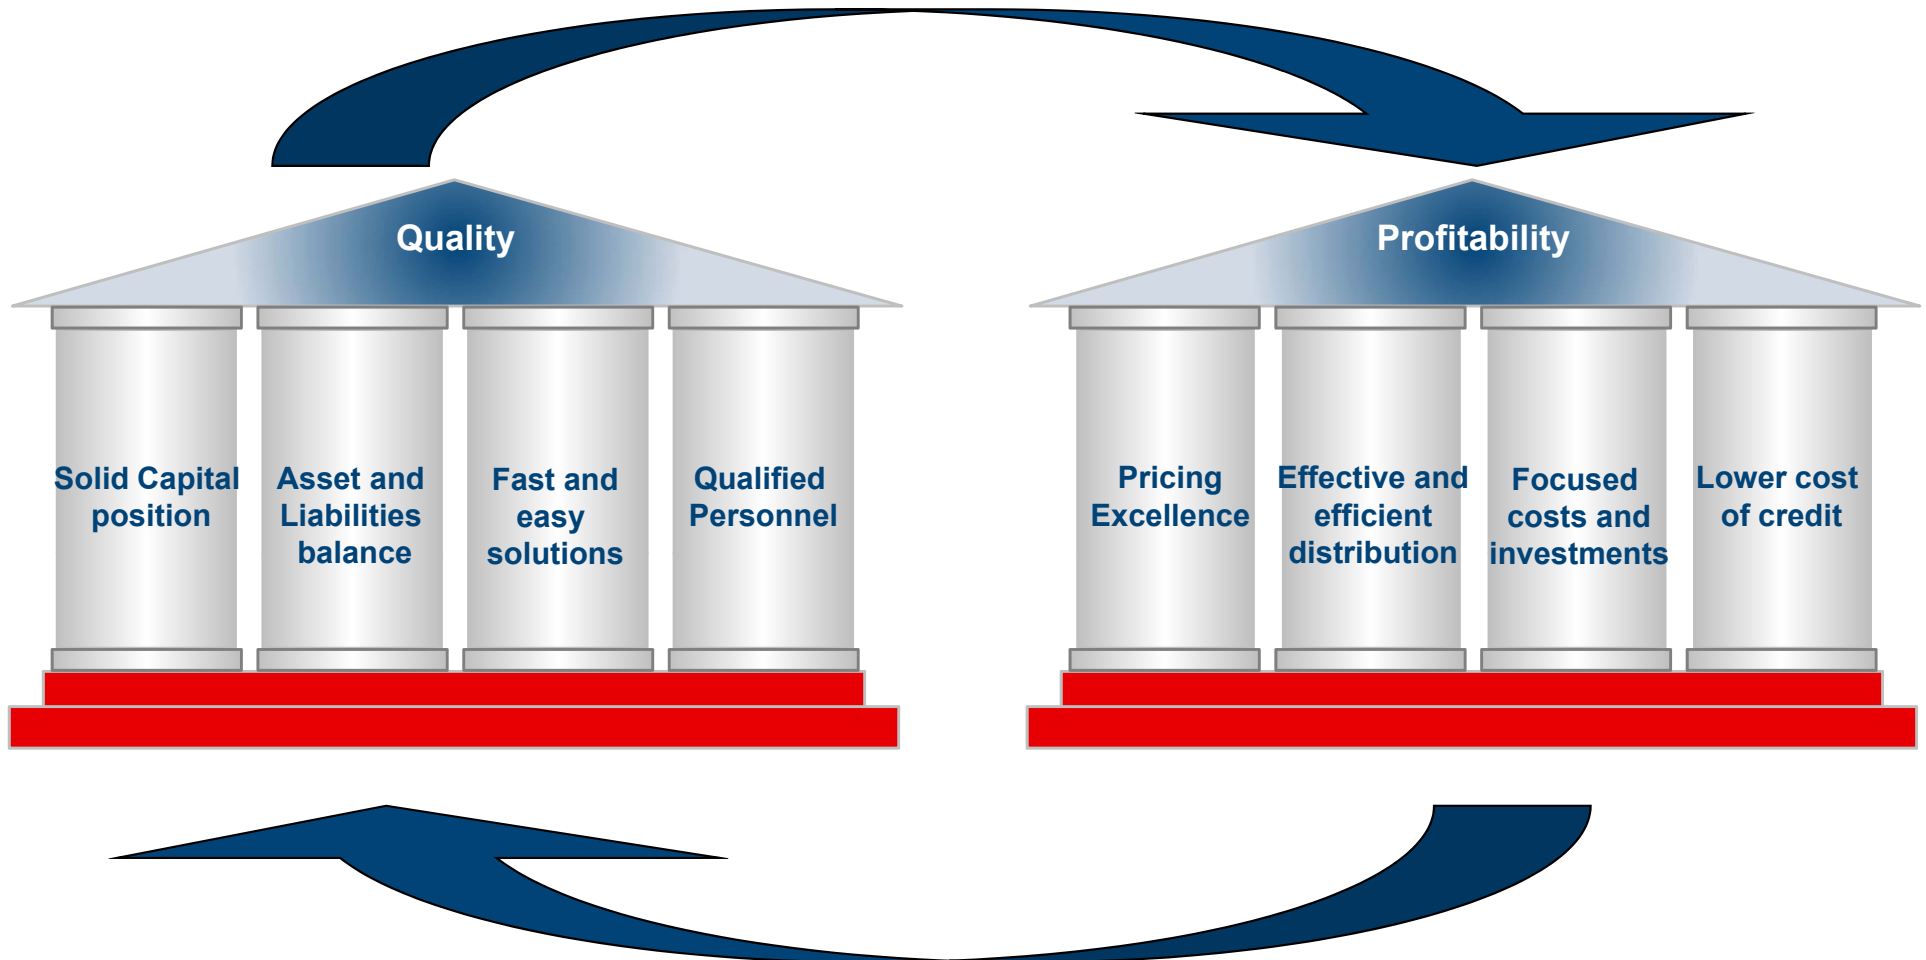 Quality
Solid Capital
position
Asset and
Liabilities
balance
Fast and
easy
solutions
Qualified
Personnel
Profitability
Pricing
Excellence
Effective and
efficient
distribution
Focused
costs and
investments
Lower cost
of credit